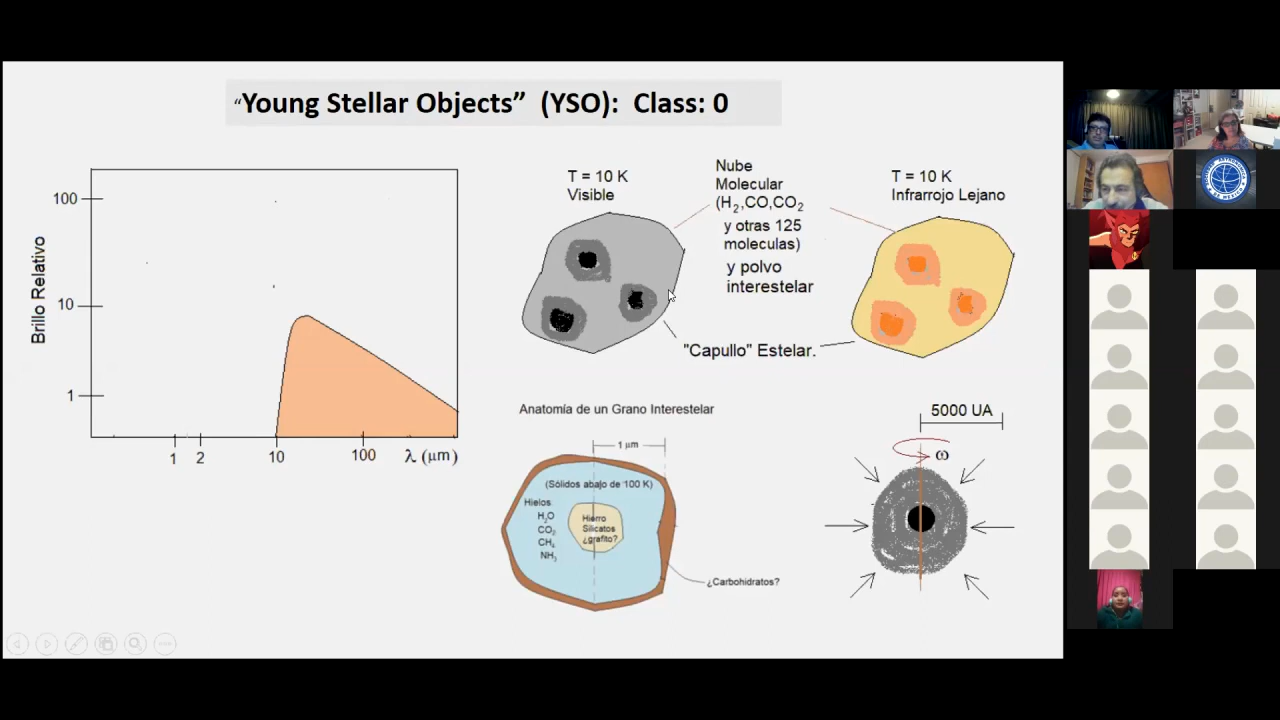 “Young Stellar Objects” (YSO): Class: 0
Brillo Relativo
100
10
1
1 2 10 100 λ (µm)
T = 10 K
Visible
Nube
Molecular
(H2,CO,CO2
y otras 125
moleculas)
y polvo
interestelar
T = 10 K
Infrarrojo Lejano
"Capullo" Estelar.
Anatomía de un Grano Interestelar
1 µm
(Sólidos abajo de 100 K)
Hielos
H2O
CO2
CH4
NH3
Hierro
Silicatos
¿grafito?
¿Carbohidratos?
5000 UA
ω